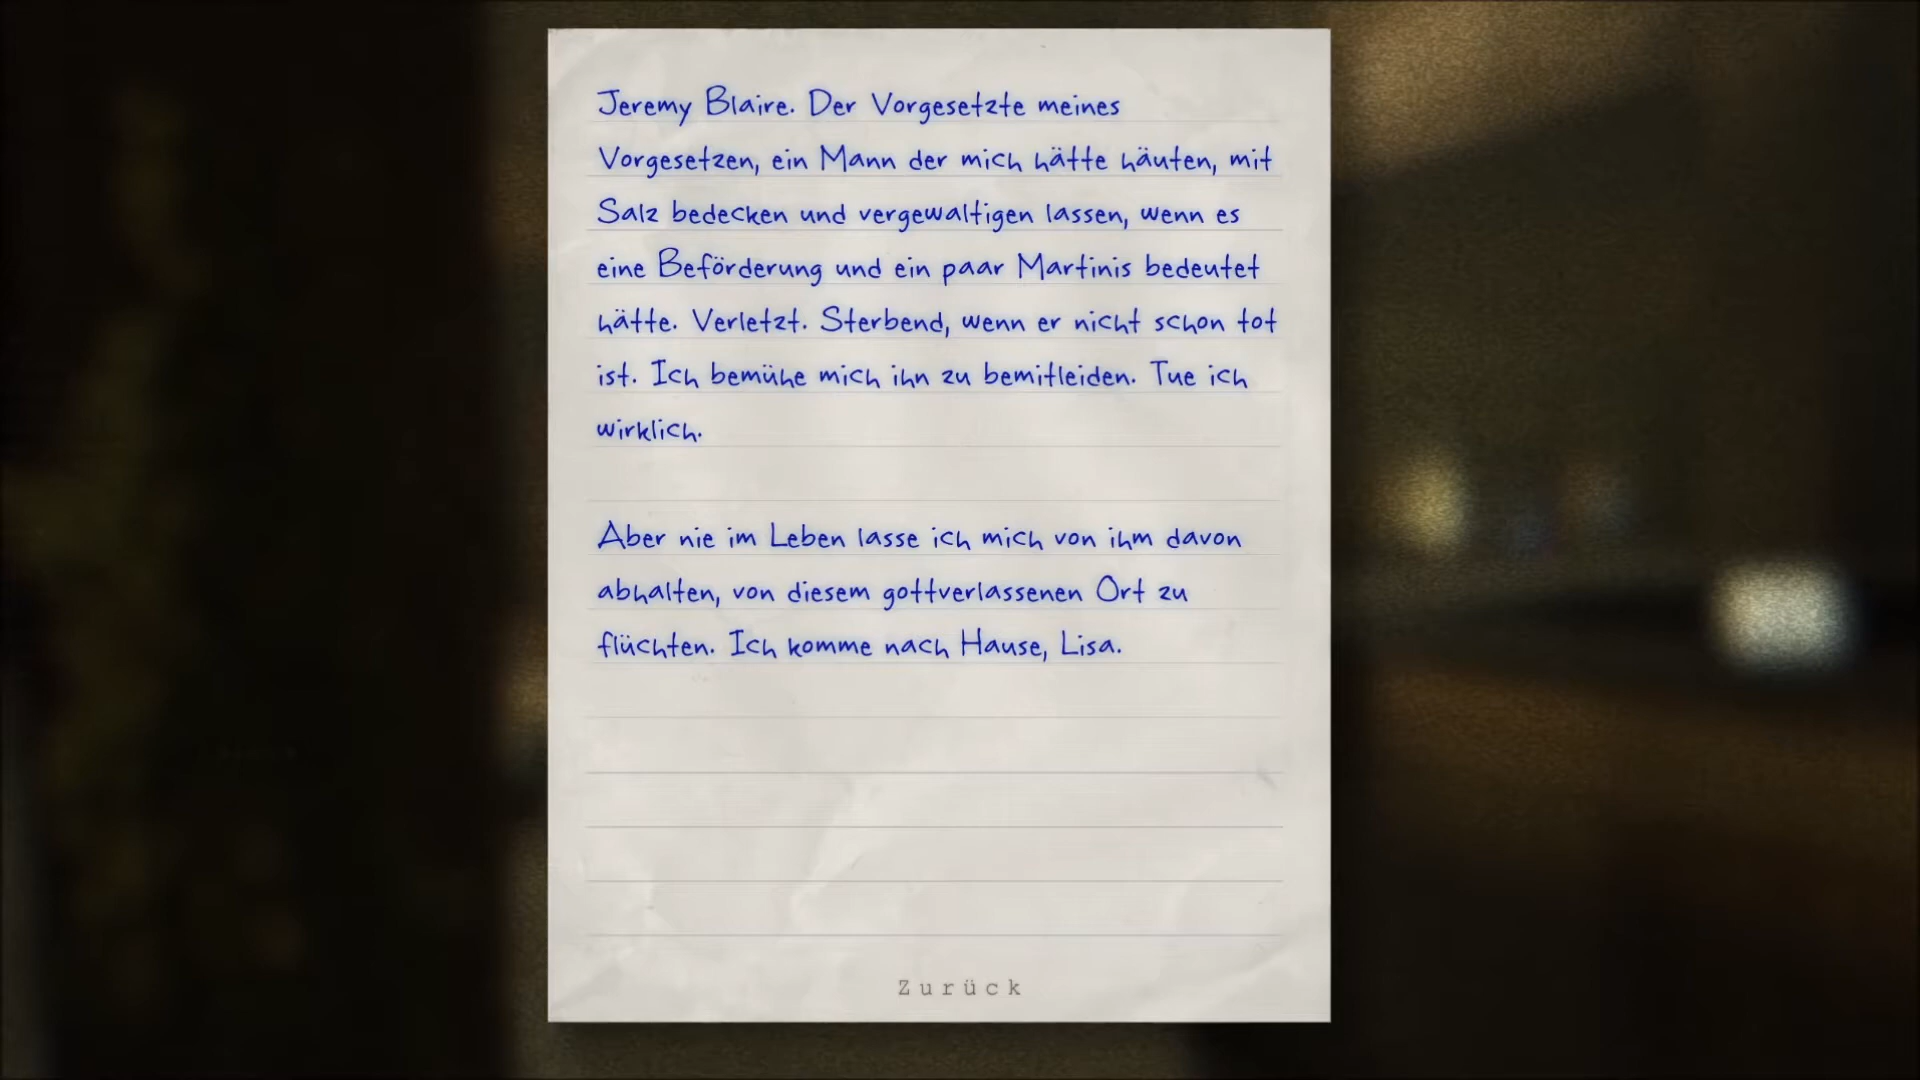 Jeremy Blaire. Der Vorgesetzte meines
Vorgesetzen, ein Mann der mich hätte häuten, mit
Salz bedecken und vergewaltigen lassen, wenn es
eine Beförderung und ein paar Martinis bedeutet
hätte. Verletzt. Sterbend, wenn er nicht schon tot
ist. Ich bemühe mich ihn zu bemitleiden. Tue ich
wirklich.
Aber nie im Leben lasse ich mich von ihm davon
abhalten, von diesem gottverlassenen Ort zu
flüchten. Ich komme nach Hause, Lisa.
Zurück